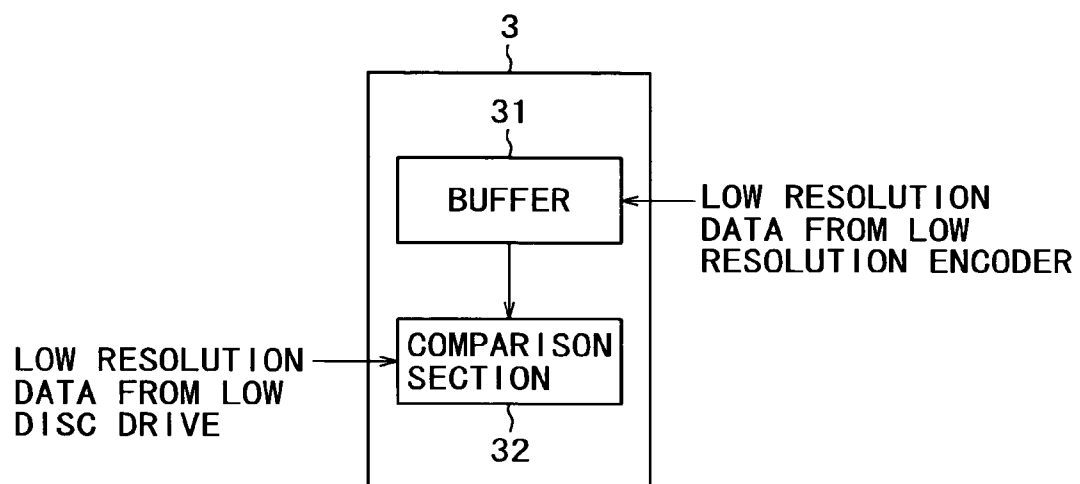 3
31
BUFFER
LOW RESOLUTION
DATA FROM LOW
RESOLUTION ENCODER
COMPARISON
SECTION
LOW RESOLUTION
DATA FROM LOW
DISC DRIVE
32